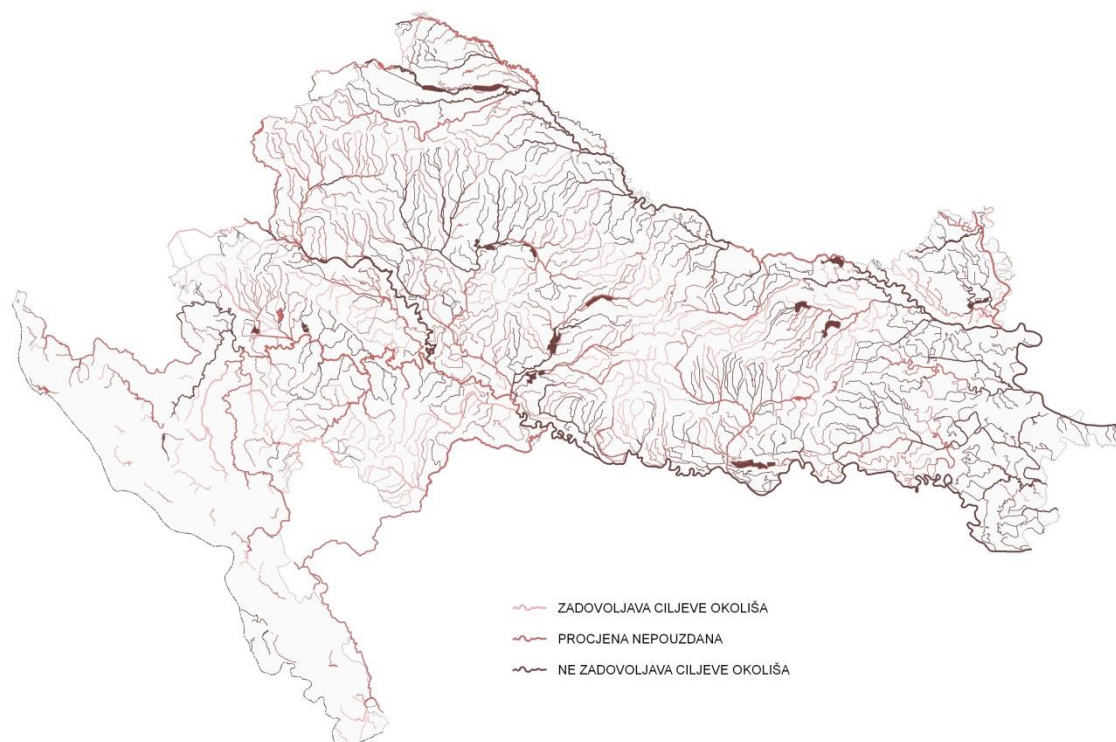 ZADOVOLJAVA CILJEVE OKOLIŠA
PROCJENA NEPOUZDANA
NE ZADOVOLJAVA CILJEVE OKOLIŠA